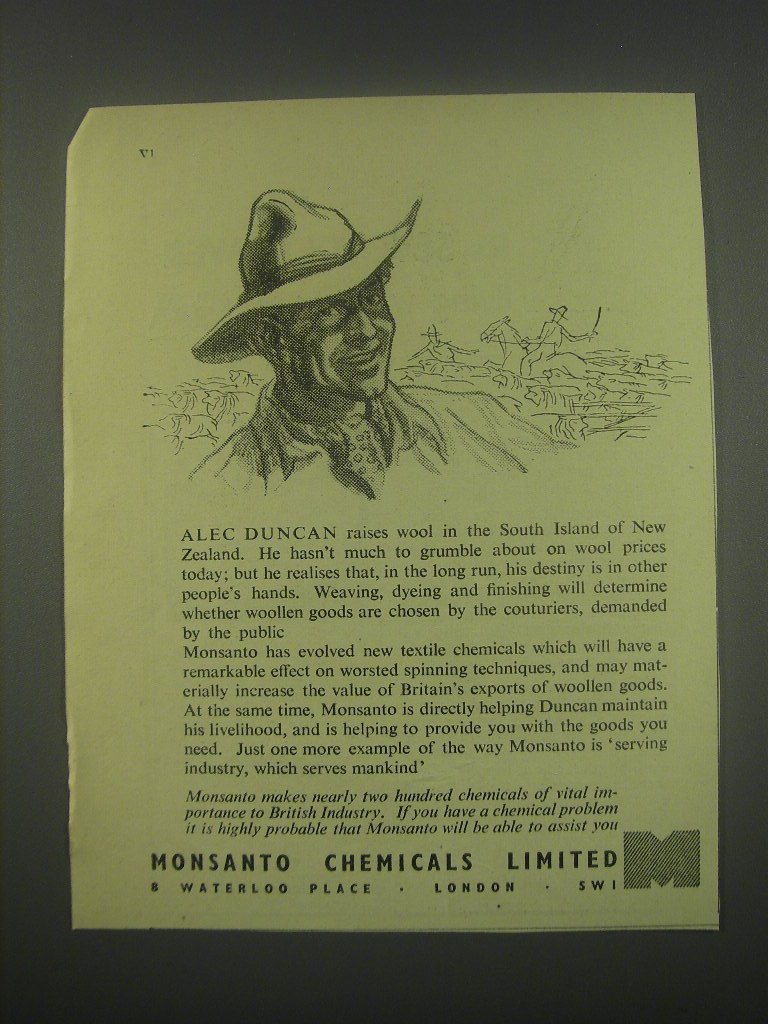 VI
ALEC DUNCAN raises wool in the South Island of New
Zealand. He hasn't much to grumble about on wool prices
today; but he realises that, in the long run, his destiny is in other
people's hands. Weaving, dyeing and finishing will determine
whether woollen goods are chosen by the couturiers, demanded
by the public
Monsanto has evolved new textile chemicals which will have a
remarkable effect on worsted spinning techniques, and may mat-
erially increase the value of Britain's exports of woollen goods.
At the same time, Monsanto is directly helping Duncan maintain
his livelihood, and is helping to provide you with the goods you
need. Just one more example of the way Monsanto is 'serving
industry, which serves mankind'
Monsanto makes nearly two hundred chemicals of vital im-
portance to British Industry. If you have a chemical problem
it is highly probable that Monsanto will be able to assist you
MONSANTO CHEMICALS LIMITED
8 WATERLOO PLACE · LONDON · SW1
M